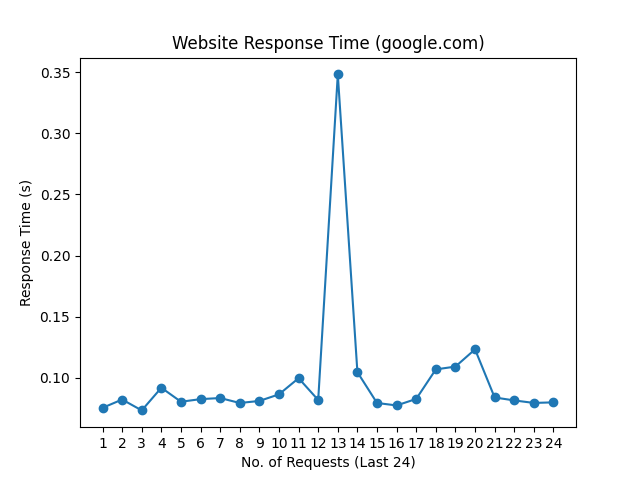 Website Response Time (google.com)
Response Time (s)
0.35
0.30
0.25
0.20
0.15
0.10
1 2 3 4 5 6 7 8 9 10 11 12 13 14 15 16 17 18 19 20 21 22 23 24
No. of Requests (Last 24)